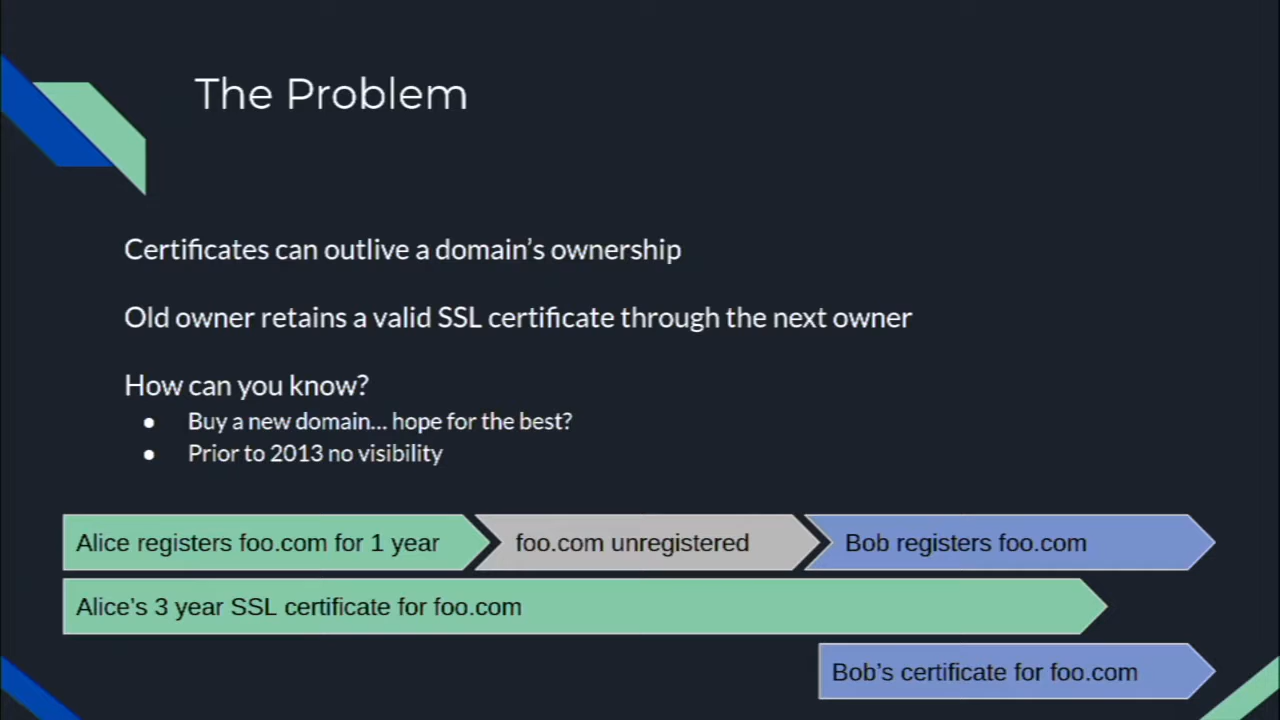 The Problem
Certificates can outlive a domain’s ownership
Old owner retains a valid SSL certificate through the next owner
How can you know?
● Buy a new domain... hope for the best?
● Prior to 2013 no visibility
Alice registers foo.com for 1 year
foo.com unregistered
Bob registers foo.com
Alice’s 3 year SSL certificate for foo.com
Bob’s certificate for foo.com